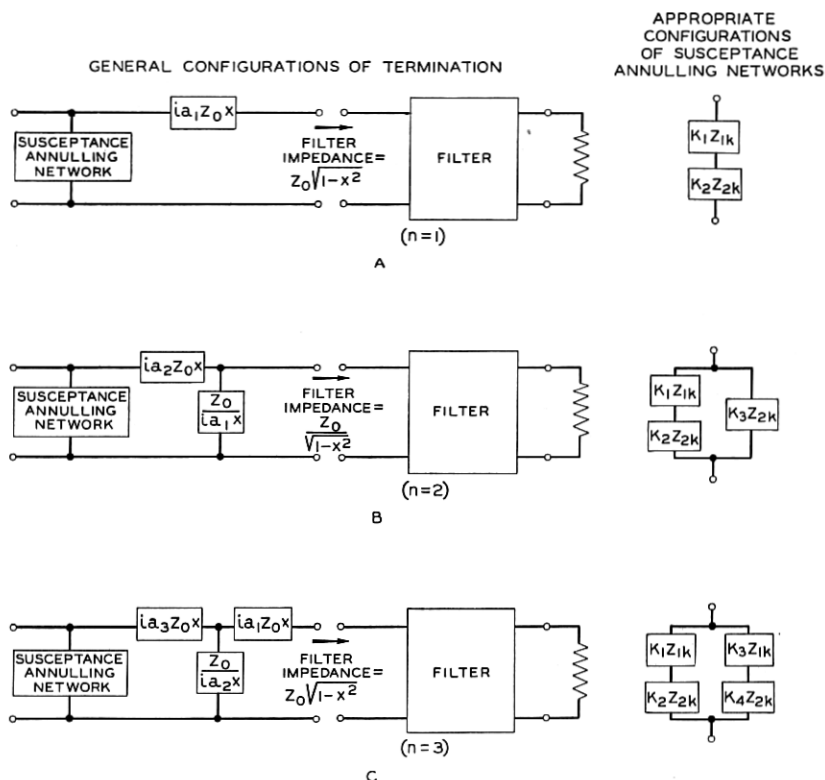 GENERAL CONFIGURATIONS OF TERMINATION
APPROPRIATE
CONFIGURATIONS
OF SUSCEPTANCE
ANNULLING NETWORKS
SUSCEPTANCE
ANNULLING
NETWORK
ia₁Z₀x
FILTER
IMPEDANCE=
Z₀√1-x²
FILTER
(n=1)
K₁Z₁ₖ
K₂Z₂ₖ
A
SUSCEPTANCE
ANNULLING
NETWORK
ia₂Z₀x
Z₀
ia₁x
FILTER
IMPEDANCE=
Z₀
√1-x²
FILTER
(n=2)
K₁Z₁ₖ
K₂Z₂ₖ
K₃Z₂ₖ
B
SUSCEPTANCE
ANNULLING
NETWORK
ia₃Z₀x
ia₁Z₀x
Z₀
ia₂x
FILTER
IMPEDANCE=
Z₀√1-x²
FILTER
(n=3)
K₁Z₁ₖ
K₃Z₁ₖ
K₂Z₂ₖ
K₄Z₂ₖ
C